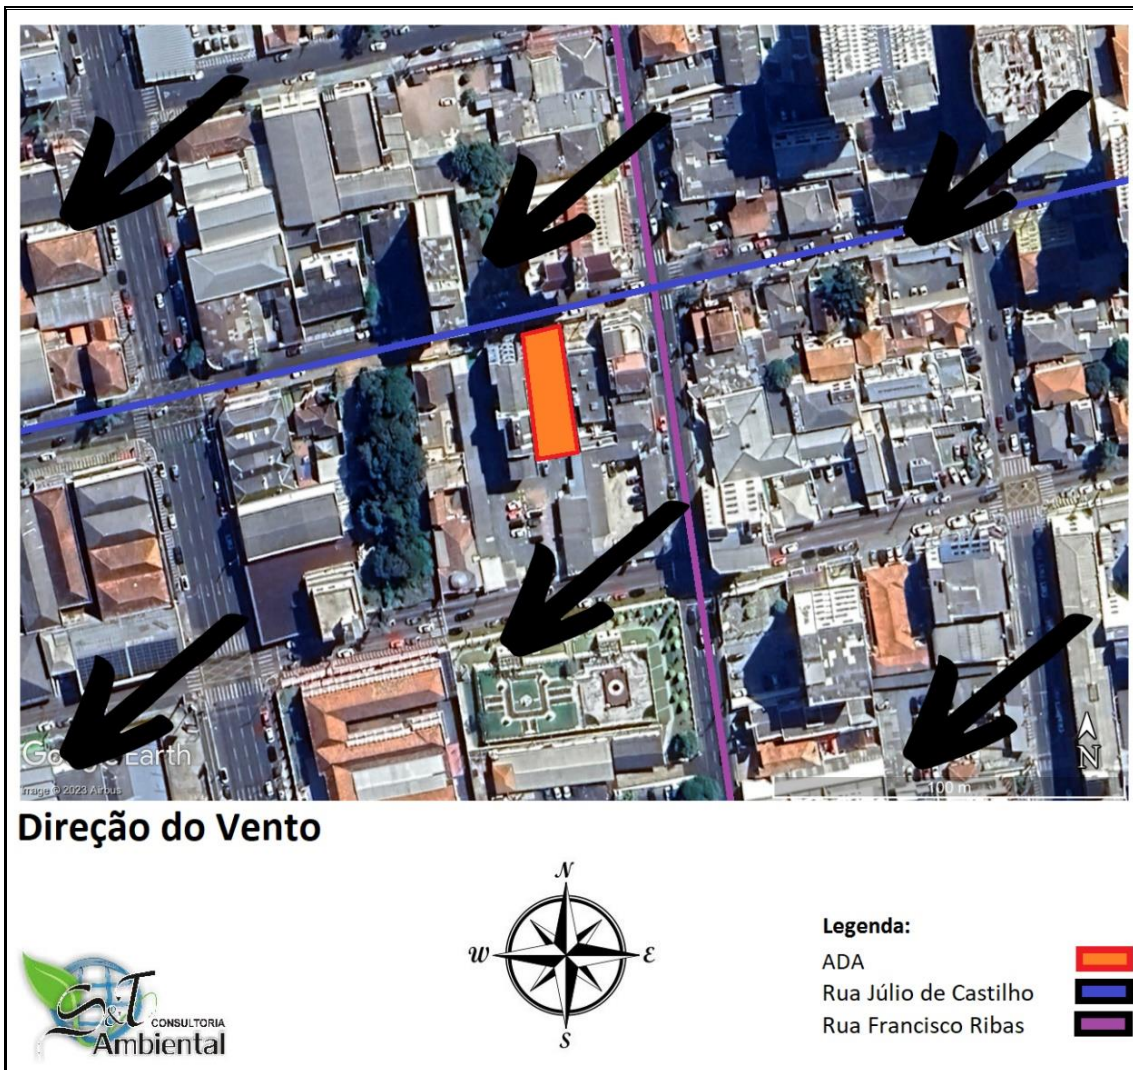 Google Earth
Image © 2023 Airbus
100 m
N
Direção do Vento
N
W
E
S
S&T
CONSULTORIA
Ambiental
Legenda:
ADA
Rua Júlio de Castilho
Rua Francisco Ribas